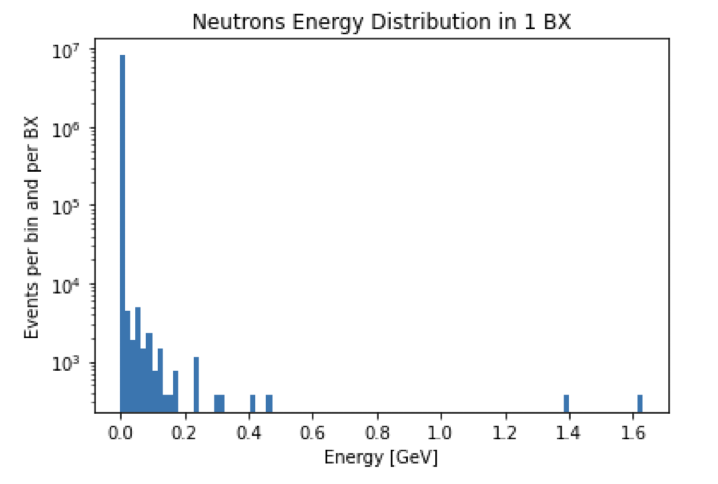 Neutrons Energy Distribution in 1 BX
Events per bin and per BX
10⁷
10⁶
10⁵
10⁴
10³
0.0 0.2 0.4 0.6 0.8 1.0 1.2 1.4 1.6
Energy [GeV]